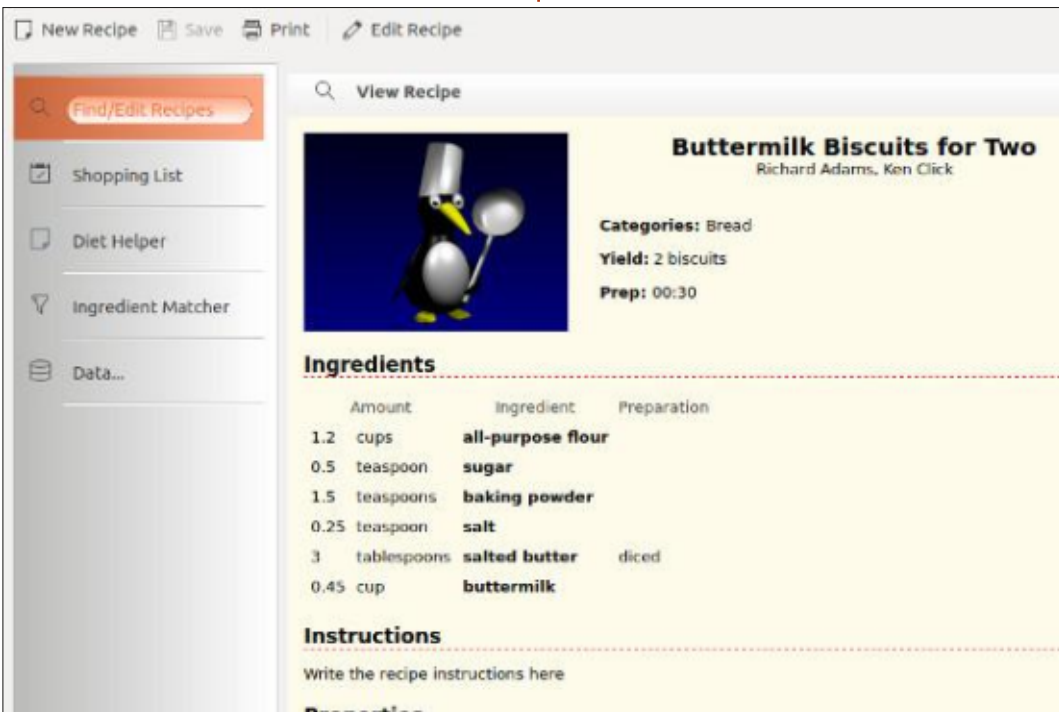 New Recipe Save Print Edit Recipe
Find/Edit Recipes
Shopping List
Diet Helper
Ingredient Matcher
Data...
View Recipe
Buttermilk Biscuits for Two
Richard Adams, Ken Click
Categories: Bread
Yield: 2 biscuits
Prep: 00:30
Ingredients
Amount Ingredient Preparation
1.2 cups all-purpose flour
0.5 teaspoon sugar
1.5 teaspoons baking powder
0.25 teaspoon salt
3 tablespoons salted butter diced
0.45 cup buttermilk
Instructions
Write the recipe instructions here